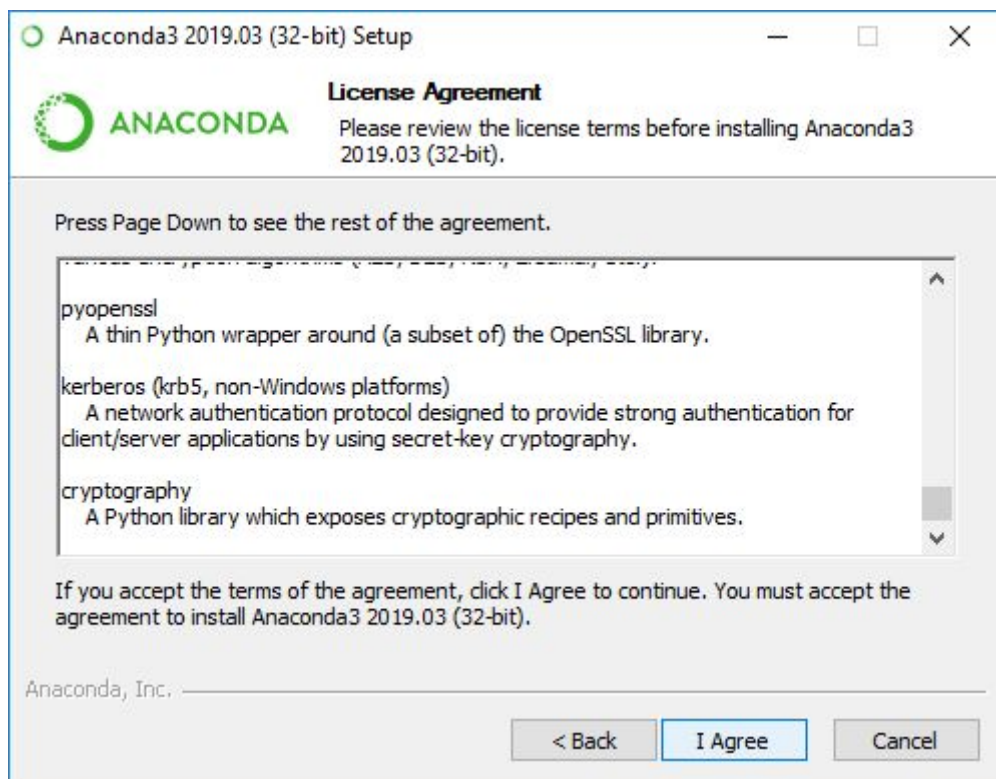 Anaconda3 2019.03 (32-bit) Setup
ANACONDA
License Agreement
Please review the license terms before installing Anaconda3
2019.03 (32-bit).
Press Page Down to see the rest of the agreement.
pyopenssl
A thin Python wrapper around (a subset of) the OpenSSL library.
kerberos (krb5, non-Windows platforms)
A network authentication protocol designed to provide strong authentication for
client/server applications by using secret-key cryptography.
cryptography
A Python library which exposes cryptographic recipes and primitives.
If you accept the terms of the agreement, click I Agree to continue. You must accept the
agreement to install Anaconda3 2019.03 (32-bit).
Anaconda, Inc.
< Back
I Agree
Cancel